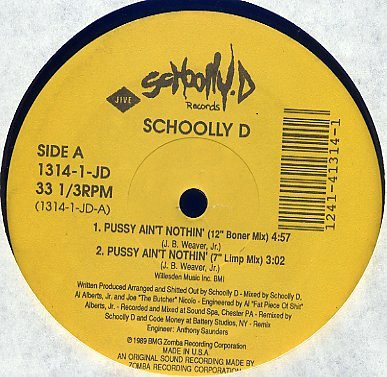 JIVE
Schoolly.D
Records
SCHOOLLY D
SIDE A
1314-1-JD
33 1/3RPM
(1314-1-JD-A)
1241-41314-1
1. PUSSY AIN'T NOTHIN' (12" Boner Mix) 4:57
(J. B. Weaver, Jr.)
2. PUSSY AIN'T NOTHIN' (7" Limp Mix) 3:02
(J. B. Weaver, Jr.)
Willesden Music Inc. BMI
Written Produced Arranged and Shitted Out by Schoolly D - Mixed by Schoolly D,
Al Alberts, Jr. and Joe "The Butcher" Nicolo - Engineered by Al "Fat Piece Of Shit"
Alberts, Jr. - Recorded and Mixed at Sound Spa, Chester PA - Remixed by
Schoolly D and Code Money at Battery Studios, NY - Remix
Engineer: Anthony Saunders
℗ 1989 BMG Zomba Recording Corporation
MADE IN U.S.A.
AN ORIGINAL SOUND RECORDING MADE BY
ZOMBA RECORDING CORPORATION